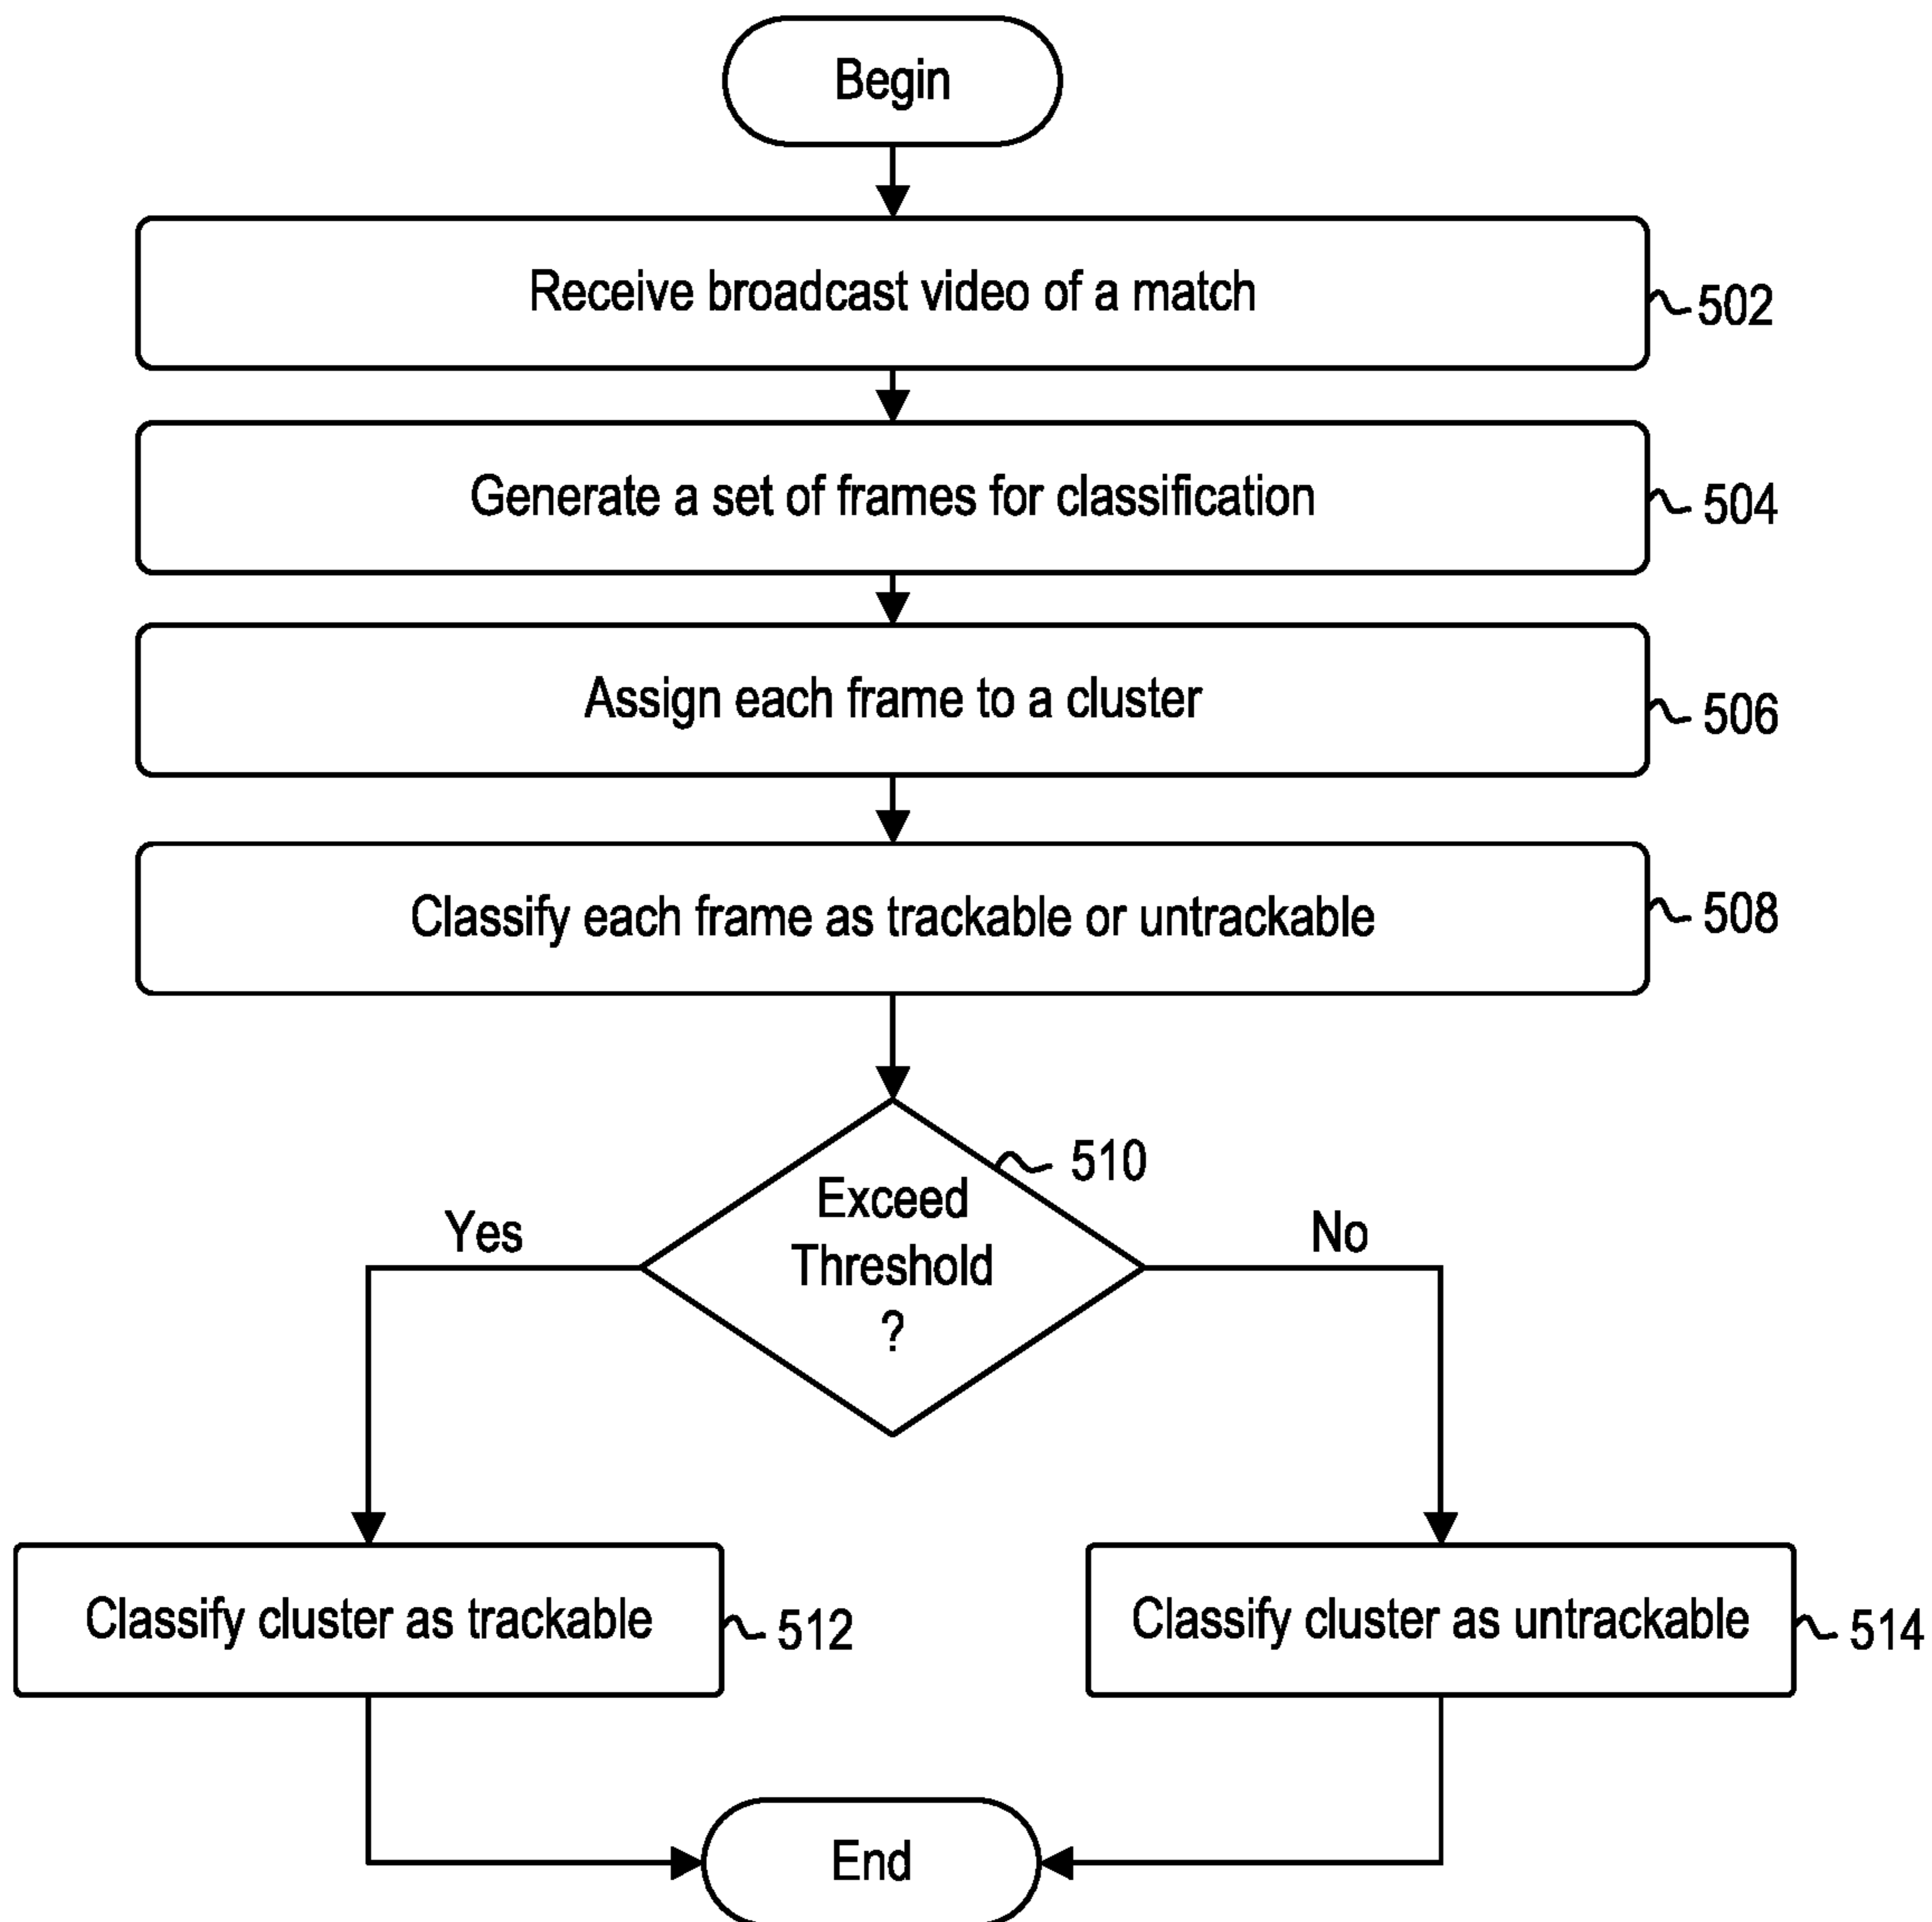 Begin
Receive broadcast video of a match
502
Generate a set of frames for classification
504
Assign each frame to a cluster
506
Classify each frame as trackable or untrackable
508
510
Exceed
Threshold
?
Yes
No
Classify cluster as trackable
512
Classify cluster as untrackable
514
End